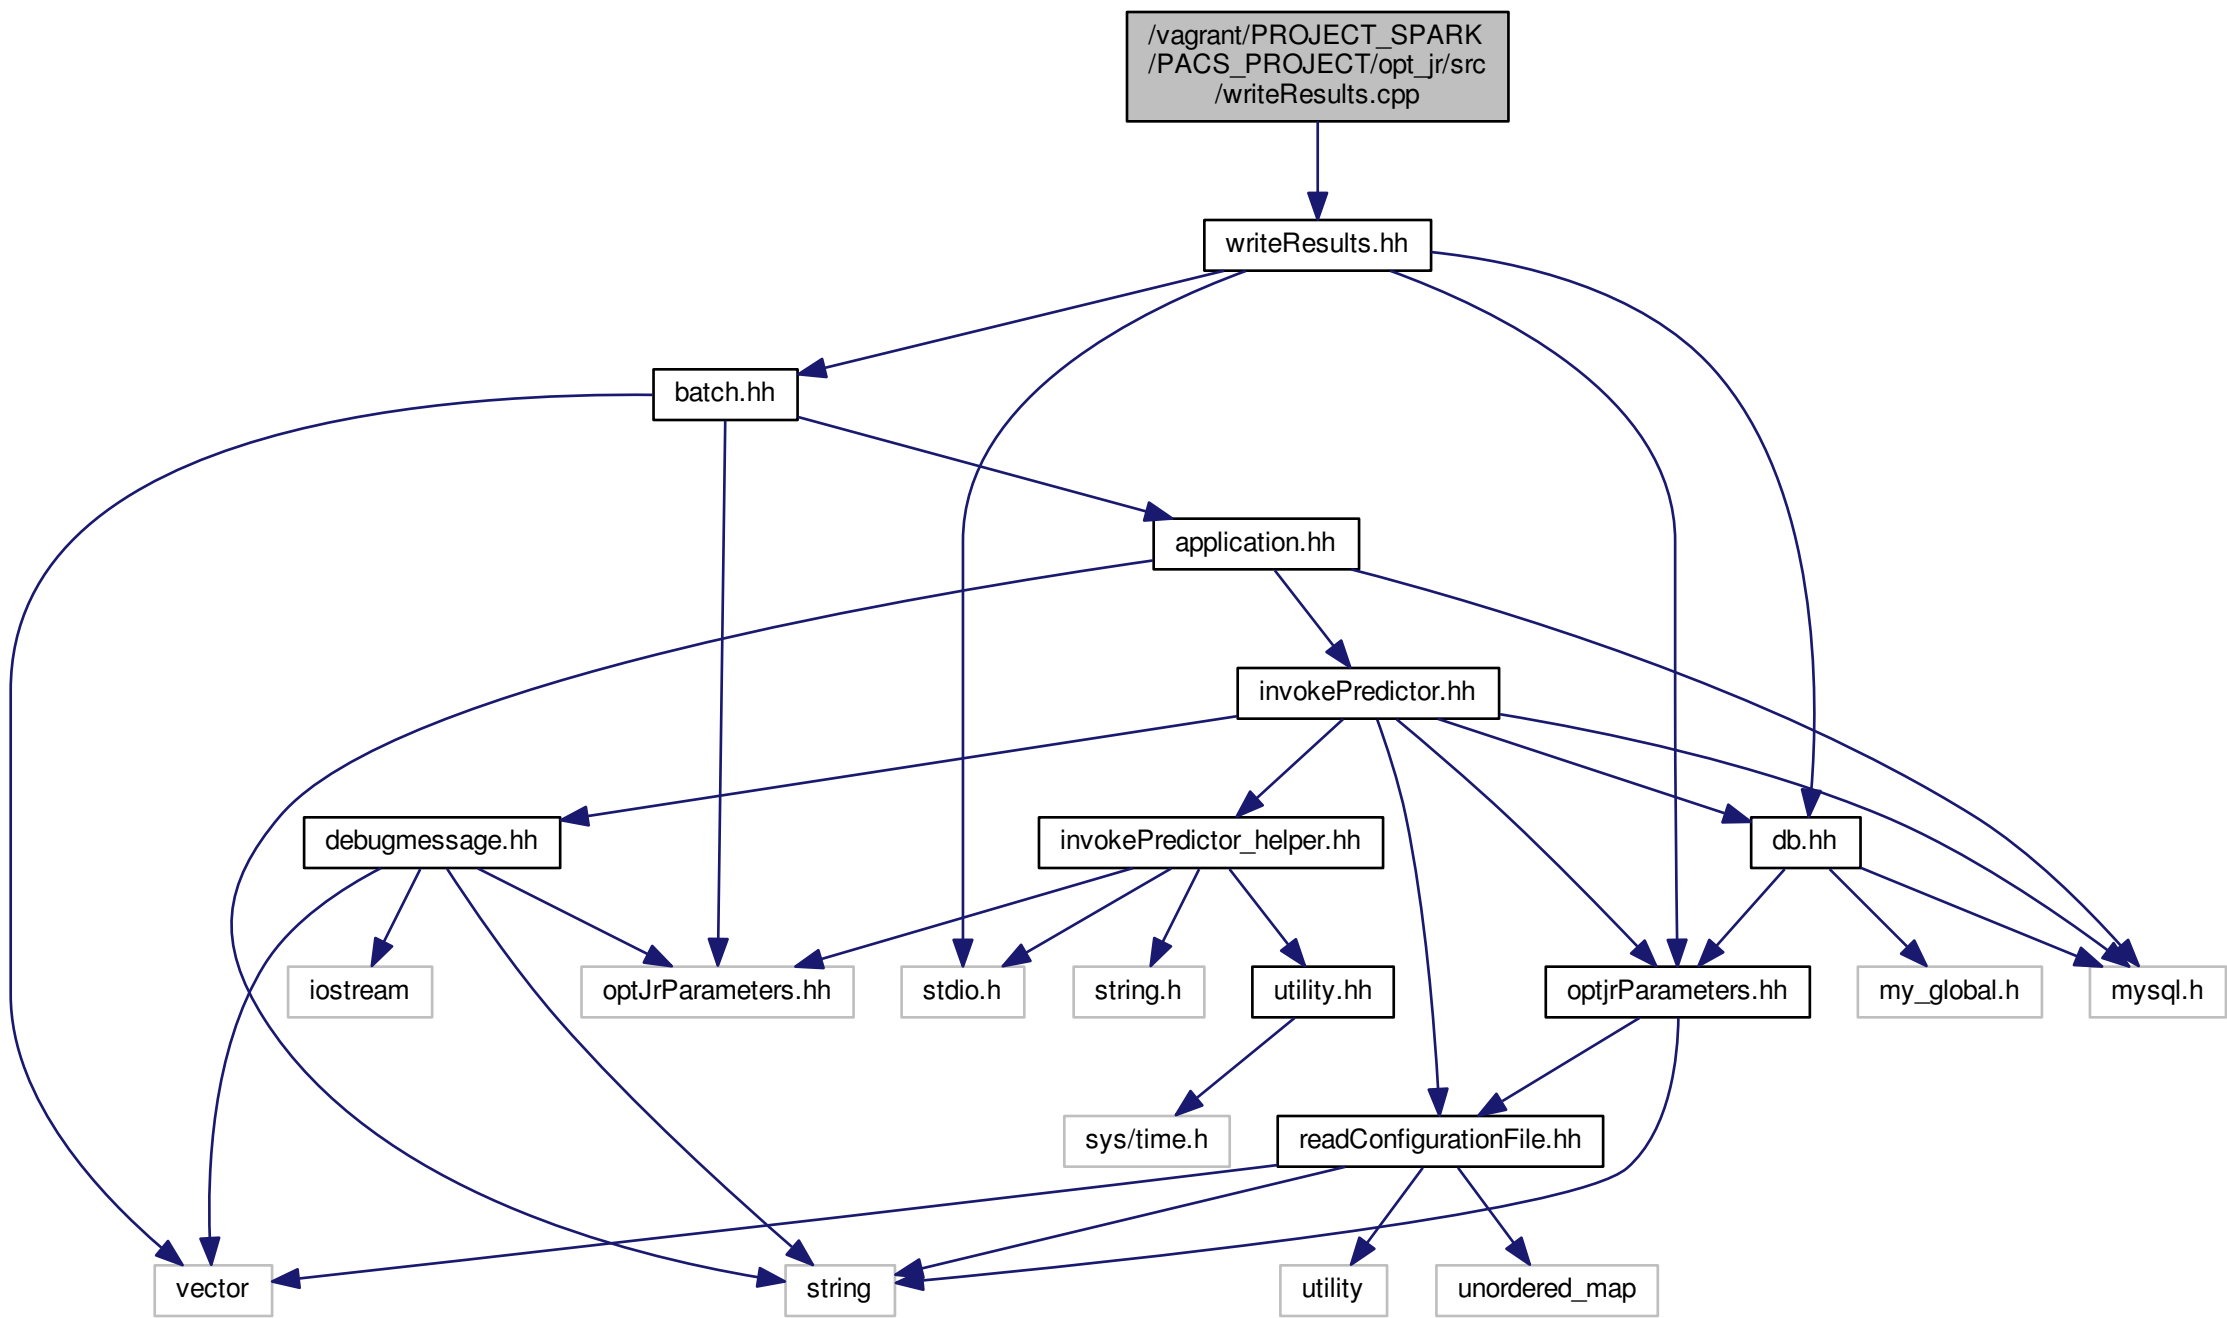 /vagrant/PROJECT_SPARK
/PACS_PROJECT/opt_jr/src
/writeResults.cpp
writeResults.hh
batch.hh
application.hh
invokePredictor.hh
debugmessage.hh
invokePredictor_helper.hh
db.hh
iostream
optJrParameters.hh
stdio.h
string.h
utility.hh
optjrParameters.hh
my_global.h
mysql.h
sys/time.h
readConfigurationFile.hh
vector
string
utility
unordered_map